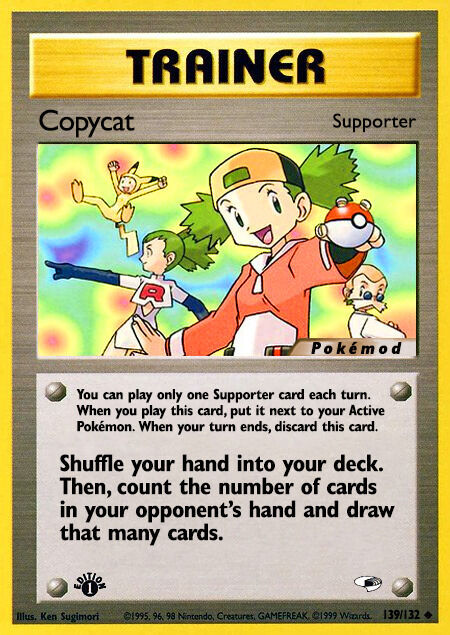 TRAINER
Copycat
Supporter
R
Pokémod
You can play only one Supporter card each turn.
When you play this card, put it next to your Active
Pokémon. When your turn ends, discard this card.
Shuffle your hand into your deck.
Then, count the number of cards
in your opponent's hand and draw
that many cards.
EDITION
1
Illus. Ken Sugimori
©1995, 96, 98 Nintendo, Creatures, GAMEFREAK. ©1999 Wizards.
139/132 ◆